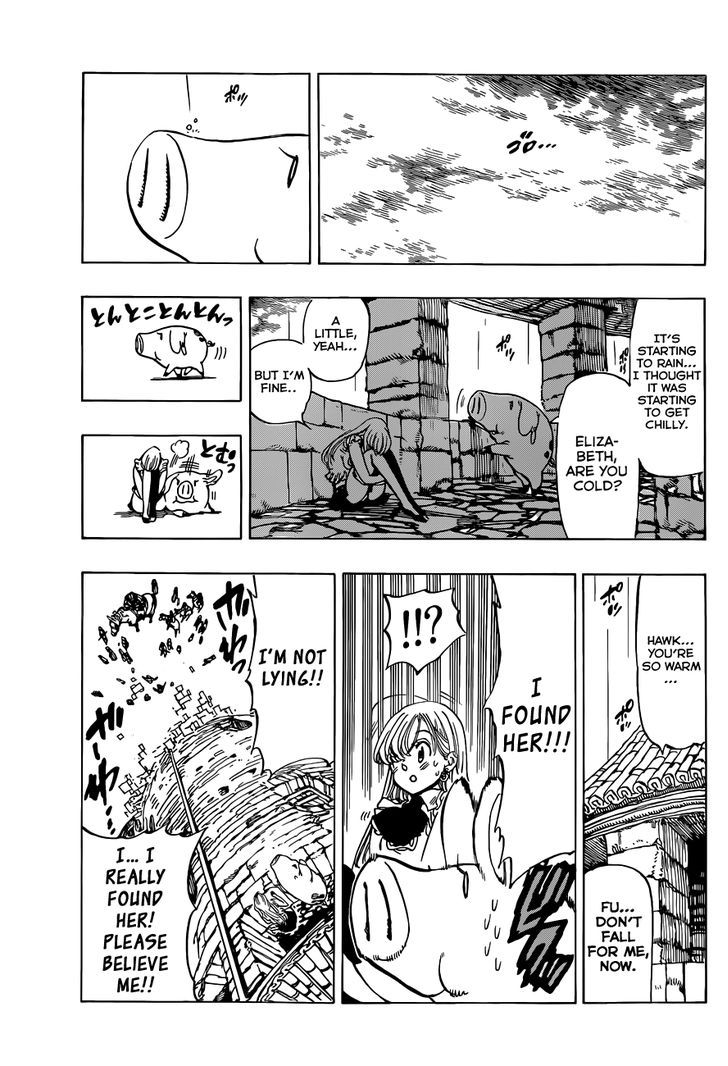 ゴロ…
ポッ
IT'S
STARTING
TO RAIN...
I THOUGHT
IT WAS
STARTING
TO GET
CHILLY.
ELIZA-
BETH,
ARE YOU
COLD?
ポッ
A
LITTLE,
YEAH...
BUT I'M
FINE..
とんとことんとんっ
とむっ
ポッ
HAWK...
YOU'RE
SO WARM
...
ポッ
FU...
DON'T
FALL
FOR ME,
NOW.
I
FOUND
HER!!!
!!?
I'M NOT
LYING!!
I... I
REALLY
FOUND
HER!
PLEASE
BELIEVE
ME!!